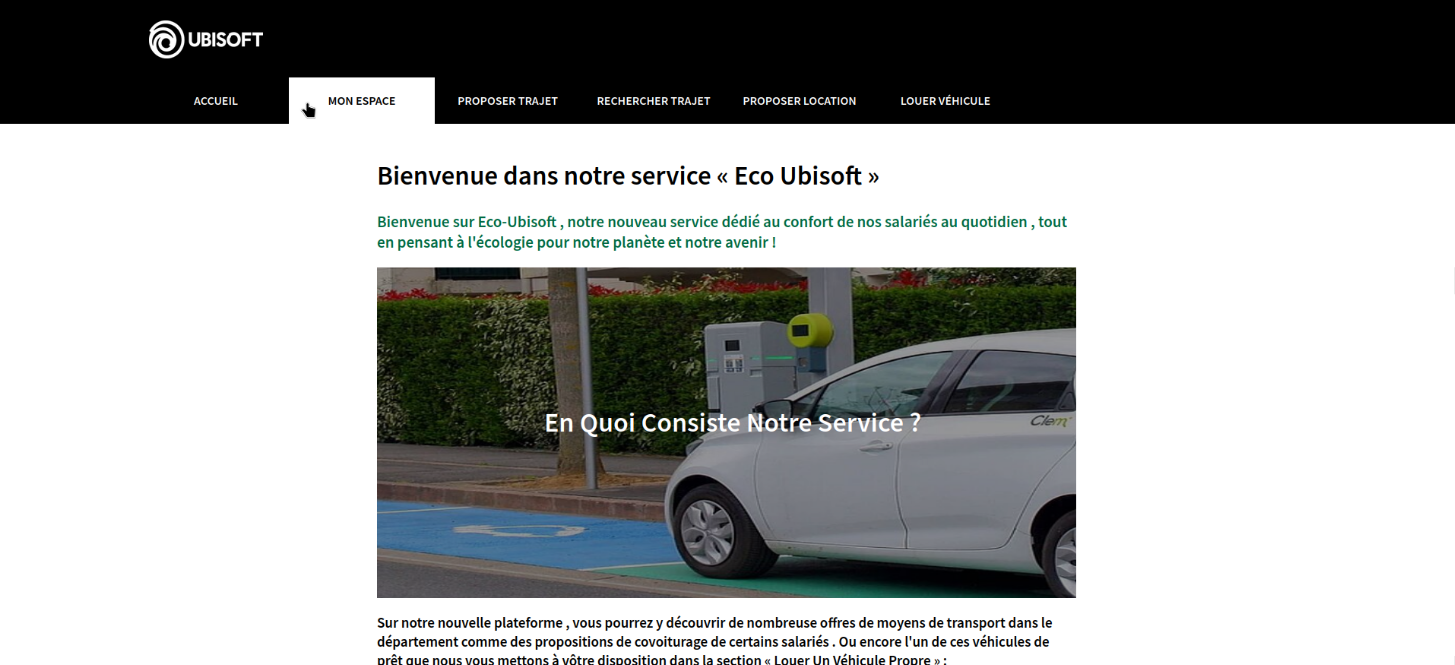 UBISOFT
ACCUEIL MON ESPACE PROPOSER TRAJET RECHERCHER TRAJET PROPOSER LOCATION LOUER VÉHICULE
Bienvenue dans notre service « Eco Ubisoft »
Bienvenue sur Eco-Ubisoft , notre nouveau service dédié au confort de nos salariés au quotidien , tout
en pensant à l'écologie pour notre planète et notre avenir !
En Quoi Consiste Notre Service ?
Clem'
Sur notre nouvelle plateforme , vous pourrez y découvrir de nombreuse offres de moyens de transport dans le
département comme des propositions de covoiturage de certains salariés . Ou encore l'un de ces véhicules de
prêt que nous vous mettons à vôtre disposition dans la section « Louer Un Véhicule Propre » :